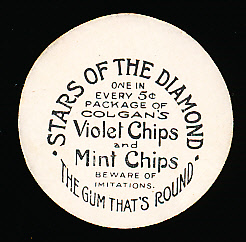 STARS OF THE DIAMOND
ONE IN
EVERY 5¢
PACKAGE OF
COLGAN'S
Violet Chips
and
Mint Chips
BEWARE OF
IMITATIONS.
THE GUM THAT'S ROUND